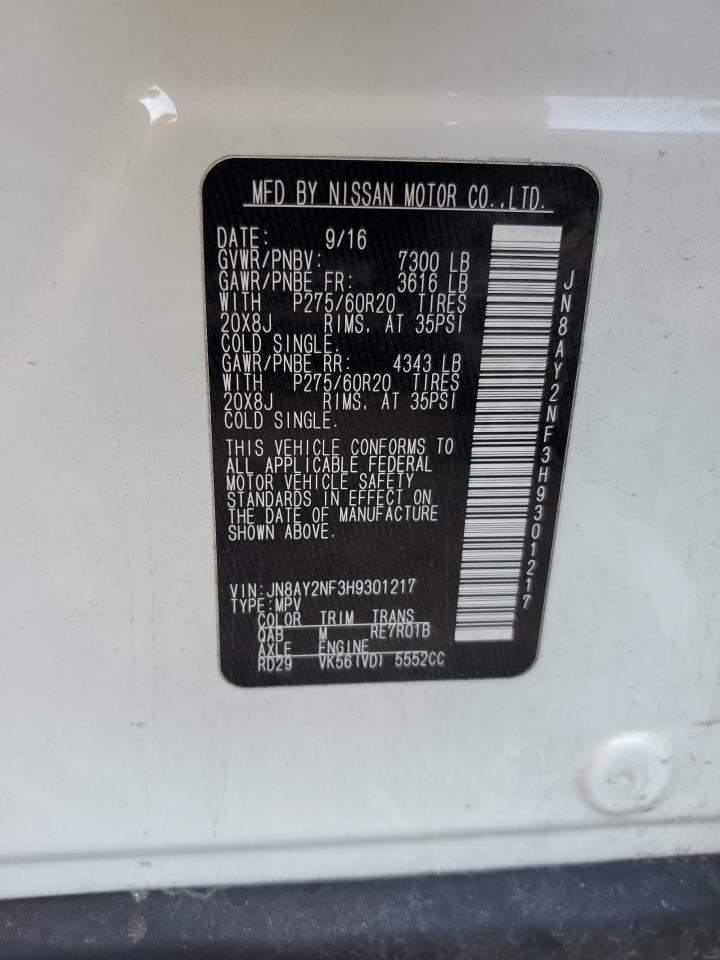 MFD BY NISSAN MOTOR CO.,LTD.
DATE: 9/16
GVWR/PNBV: 7300 LB
GAWR/PNBE FR: 3616 LB
WITH P275/60R20 TIRES
20X8J RIMS, AT 35PSI
COLD SINGLE.
GAWR/PNBE RR: 4343 LB
WITH P275/60R20 TIRES
20X8J RIMS, AT 35PSI
COLD SINGLE.
THIS VEHICLE CONFORMS TO
ALL APPLICABLE FEDERAL
MOTOR VEHICLE SAFETY
STANDARDS IN EFFECT ON
THE DATE OF MANUFACTURE
SHOWN ABOVE.
VIN:JN8AY2NF3H9301217
TYPE:MPV
COLOR TRIM TRANS
QAB M RE7R01B
AXLE ENGINE
RD29 VK56(VD) 5552CC
JN8AY2NF3H9301217